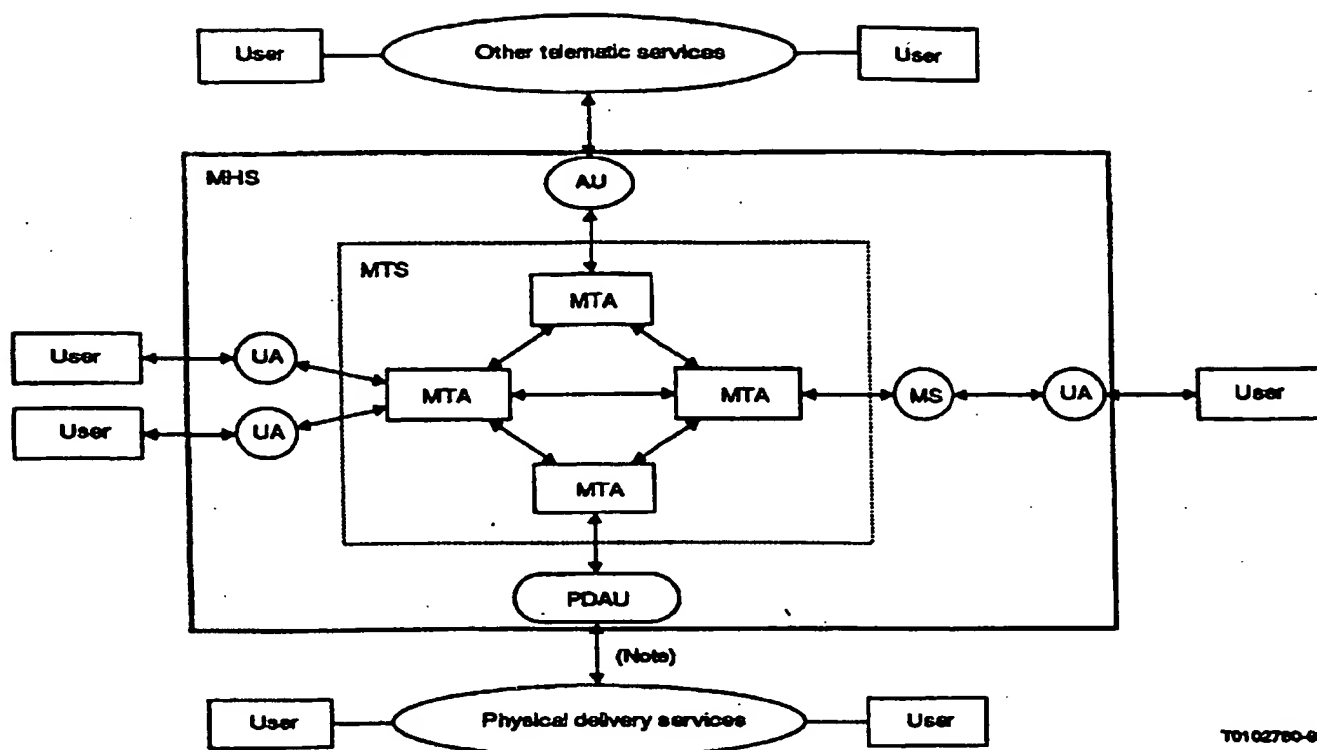 User
Other telematic services
User
MHS
AU
MTS
MTA
User
UA
MTA
MTA
MS
UA
User
User
UA
MTA
PDAU
(Note)
User
Physical delivery services
User